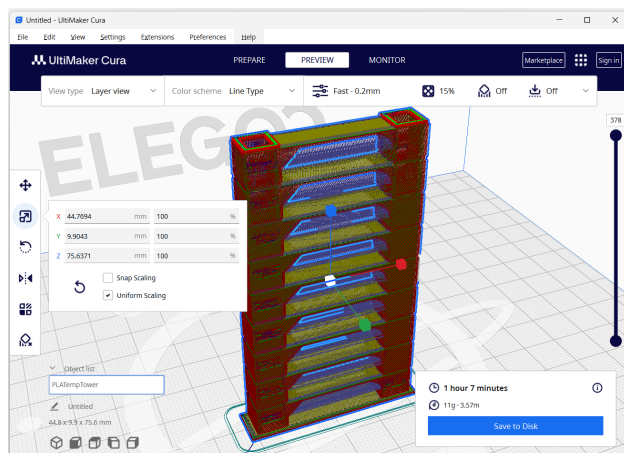 Untitled - UltiMaker Cura
File Edit View Settings Extensions Preferences Help
UltiMaker Cura PREPARE PREVIEW MONITOR Marketplace Sign in
View type Layer view Color scheme Line Type Fast - 0.2mm 15% Off Off
ELEGOO
378
X 44.7694 mm 100 %
Y 9.9043 mm 100 %
Z 75.6371 mm 100 %
Snap Scaling
Uniform Scaling
Object list
PLATempTower
Untitled
44.8 x 9.9 x 75.6 mm
1 hour 7 minutes
11g · 3.57m
Save to Disk